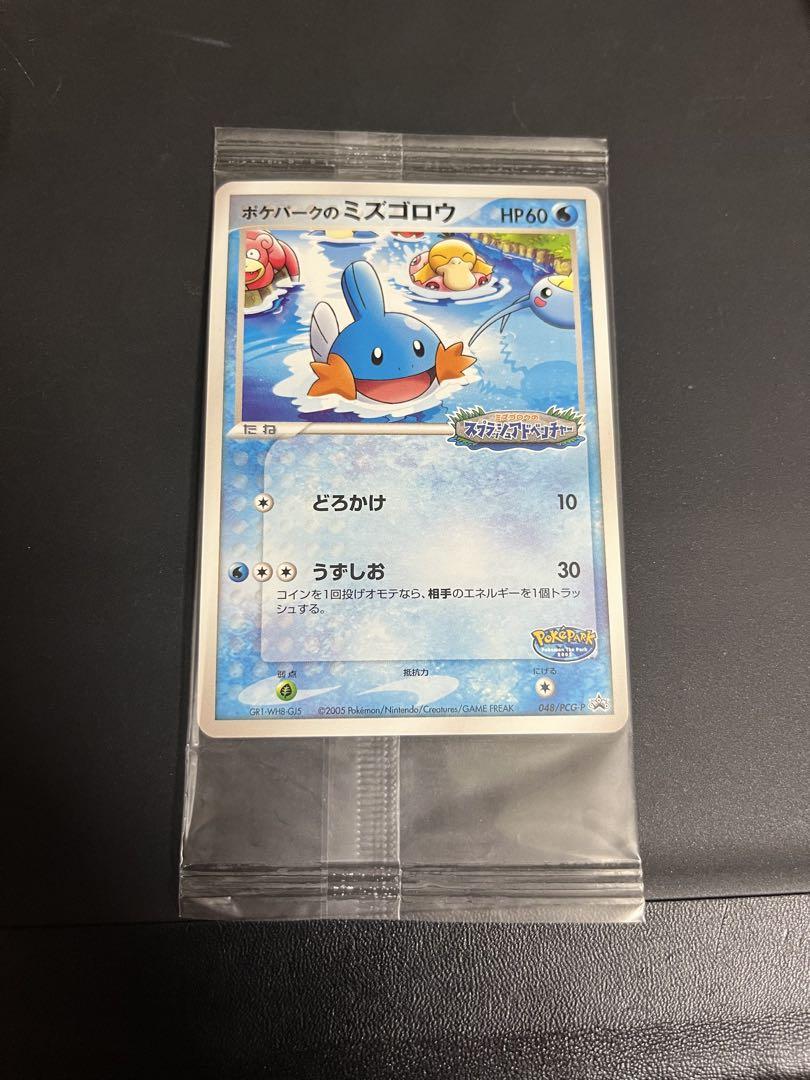 ポケパークのミズゴロウ HP60
たね
ミズゴロウの
スプラッシュアドベンチャー
どろかけ 10
うずしお 30
コインを1回投げオモテなら、相手のエネルギーを1個トラッ
シュする。
POKÉPARK
Pokémon The Park
2005
弱点 抵抗力 にげる
GR1-WH8-GJ5 ©2005 Pokémon/Nintendo/Creatures/GAME FREAK 048/PCG-P